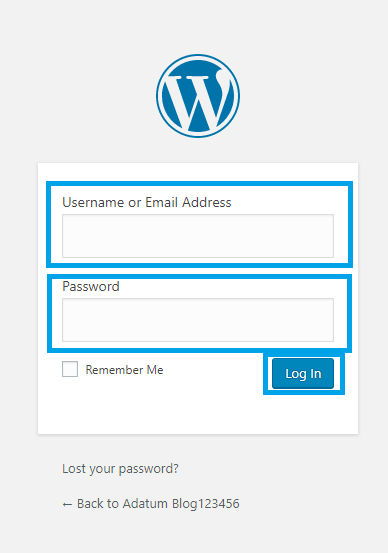 Username or Email Address
Password
Remember Me
Log In
Lost your password?
← Back to Adatum Blog123456